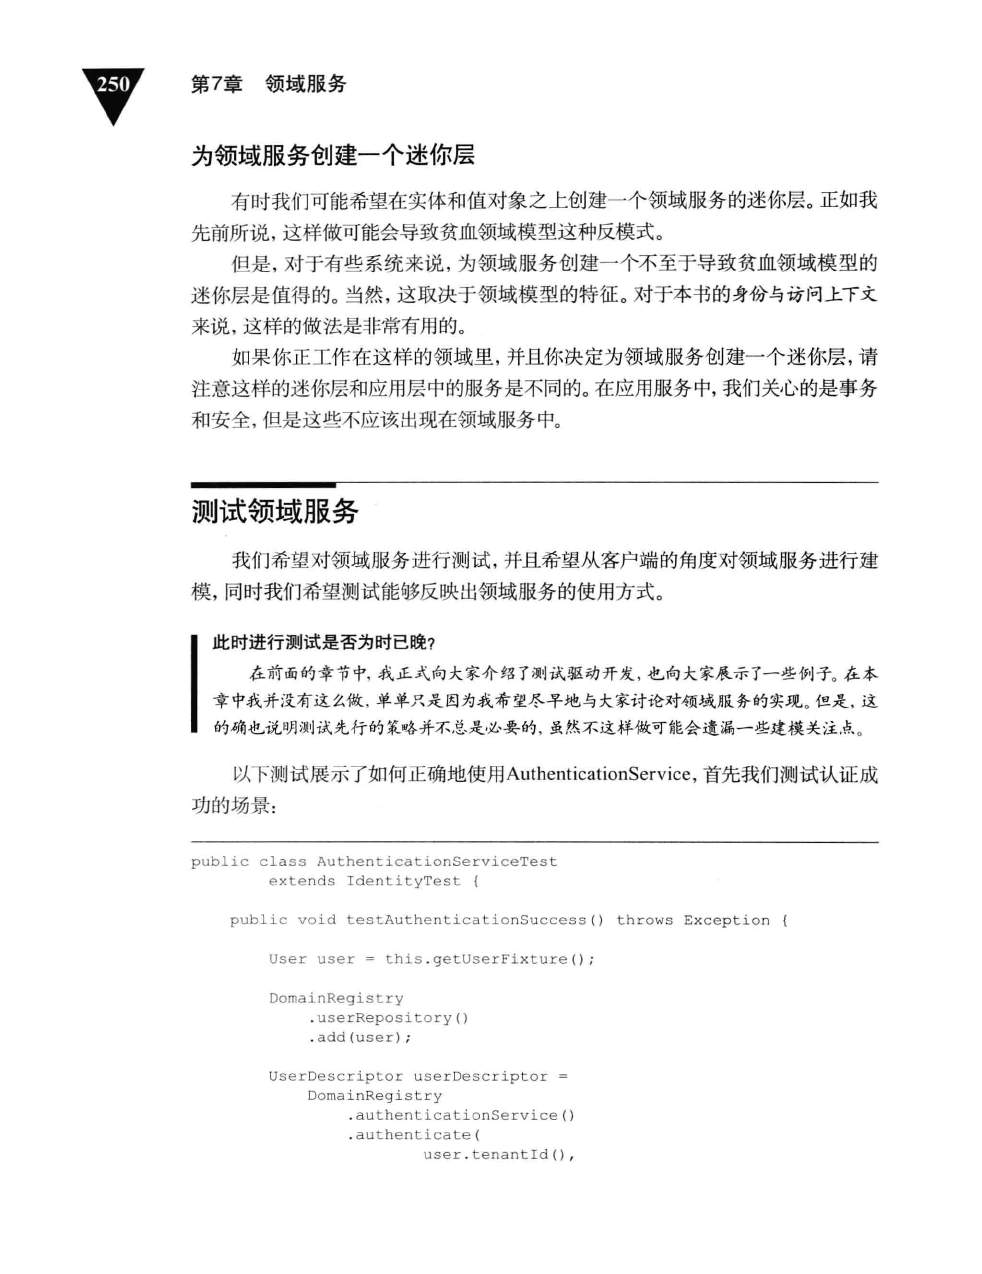 250
第7章 领域服务
为领域服务创建一个迷你层
有时我们可能希望在实体和值对象之上创建一个领域服务的迷你层。正如我
先前所说，这样做可能会导致贫血领域模型这种反模式。
但是，对于有些系统来说，为领域服务创建一个不至于导致贫血领域模型的
迷你层是值得的。当然，这取决于领域模型的特征。对于本书的身份与访问上下文
来说，这样的做法是非常有用的。
如果你正工作在这样的领域里，并且你决定为领域服务创建一个迷你层，请
注意这样的迷你层和应用层中的服务是不同的。在应用服务中，我们关心的是事务
和安全，但是这些不应该出现在领域服务中。
测试领域服务
我们希望对领域服务进行测试，并且希望从客户端的角度对领域服务进行建
模，同时我们希望测试能够反映出领域服务的使用方式。
此时进行测试是否为时已晚？
在前面的章节中，我正式向大家介绍了测试驱动开发，也向大家展示了一些例子。在本
章中我并没有这么做，单单只是因为我希望尽早地与大家讨论对领域服务的实现。但是，这
的确也说明测试先行的策略并不总是必要的，虽然不这样做可能会遗漏一些建模关注点。
以下测试展示了如何正确地使用AuthenticationService，首先我们测试认证成
功的场景：
public class AuthenticationServiceTest
extends IdentityTest {
public void testAuthenticationSuccess() throws Exception {
User user = this.getUserFixture();
DomainRegistry
.userRepository()
.add(user);
UserDescriptor userDescriptor =
DomainRegistry
.authenticationService()
.authenticate(
user.tenantId(),